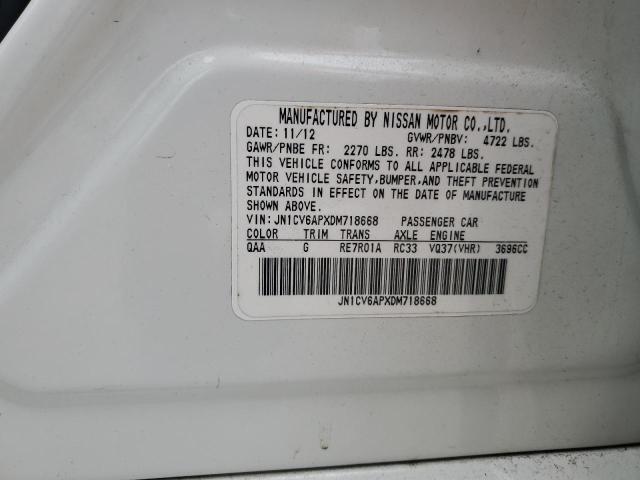 MANUFACTURED BY NISSAN MOTOR CO.,LTD.
DATE: 11/12 GVWR/PNBV: 4722 LBS.
GAWR/PNBE FR: 2270 LBS. RR: 2478 LBS.
THIS VEHICLE CONFORMS TO ALL APPLICABLE FEDERAL
MOTOR VEHICLE SAFETY,BUMPER,AND THEFT PREVENTION
STANDARDS IN EFFECT ON THE DATE OF MANUFACTURE
SHOWN ABOVE.
VIN: JN1CV6APXDM718668 PASSENGER CAR
COLOR TRIM TRANS AXLE ENGINE
QAA G RE7R01A RC33 VQ37(VHR) 3696CC
JN1CV6APXDM718668